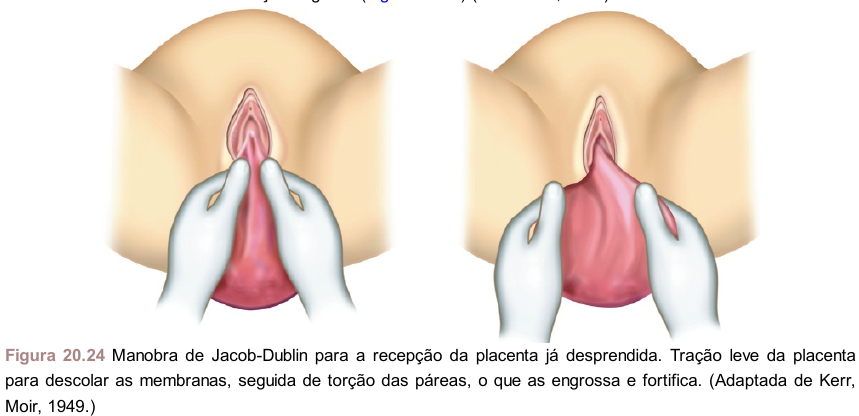 Figura 20.24 Manobra de Jacob-Dublin para a recepção da placenta já desprendida. Tração leve da placenta
para descolar as membranas, seguida de torção das páreas, o que as engrossa e fortifica. (Adaptada de Kerr,
Moir, 1949.)